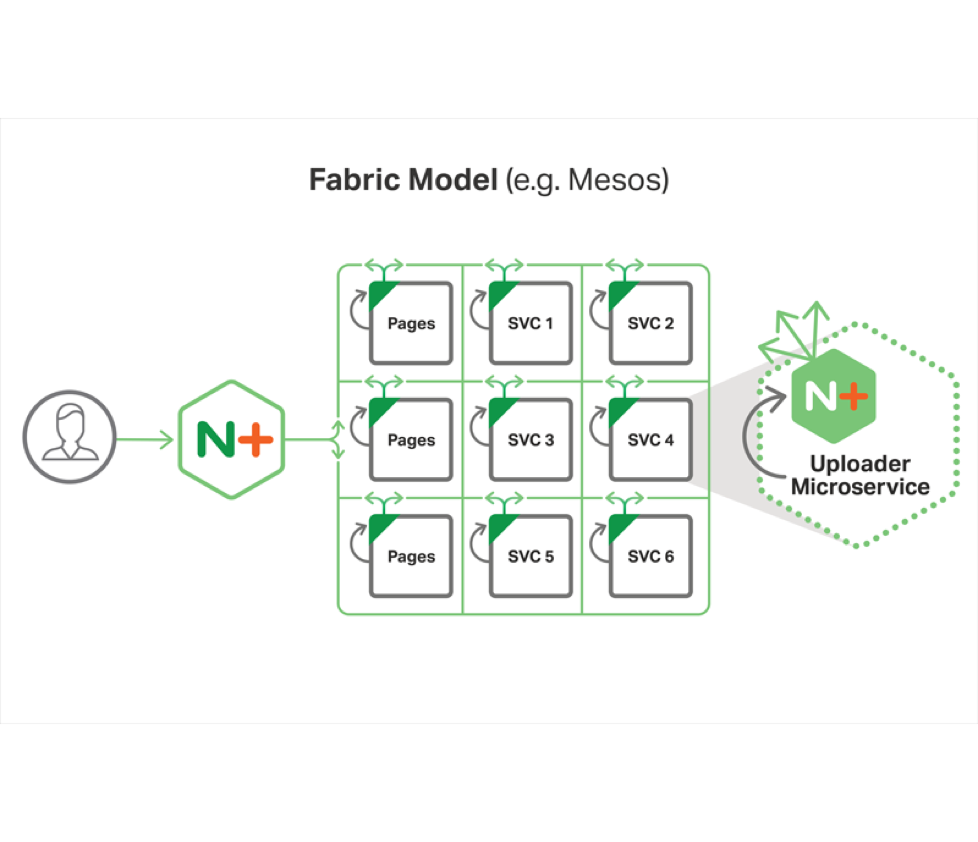 Fabric Model (e.g. Mesos)
Pages
SVC 1
SVC 2
N+
Pages
SVC 3
SVC 4
N+
Uploader
Microservice
Pages
SVC 5
SVC 6